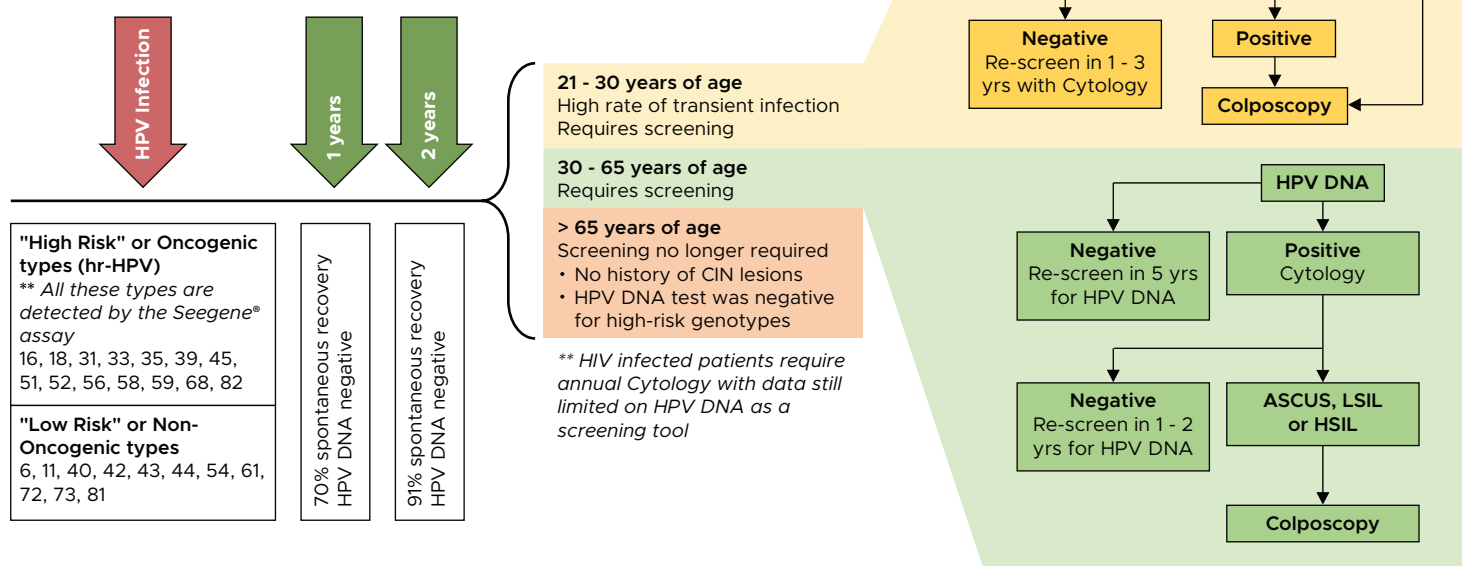 HPV Infection
1 years
2 years
"High Risk" or Oncogenic
types (hr-HPV)
** All these types are
detected by the Seegene®
assay
16, 18, 31, 33, 35, 39, 45,
51, 52, 56, 58, 59, 68, 82
"Low Risk" or Non-
Oncogenic types
6, 11, 40, 42, 43, 44, 54, 61,
72, 73, 81
70% spontaneous recovery
HPV DNA negative
91% spontaneous recovery
HPV DNA negative
21 - 30 years of age
High rate of transient infection
Requires screening
30 - 65 years of age
Requires screening
> 65 years of age
Screening no longer required
• No history of CIN lesions
• HPV DNA test was negative
for high-risk genotypes
** HIV infected patients require
annual Cytology with data still
limited on HPV DNA as a
screening tool
Negative
Re-screen in 1 - 3
yrs with Cytology
Positive
Colposcopy
HPV DNA
Negative
Re-screen in 5 yrs
for HPV DNA
Positive
Cytology
Negative
Re-screen in 1 - 2
yrs for HPV DNA
ASCUS, LSIL
or HSIL
Colposcopy